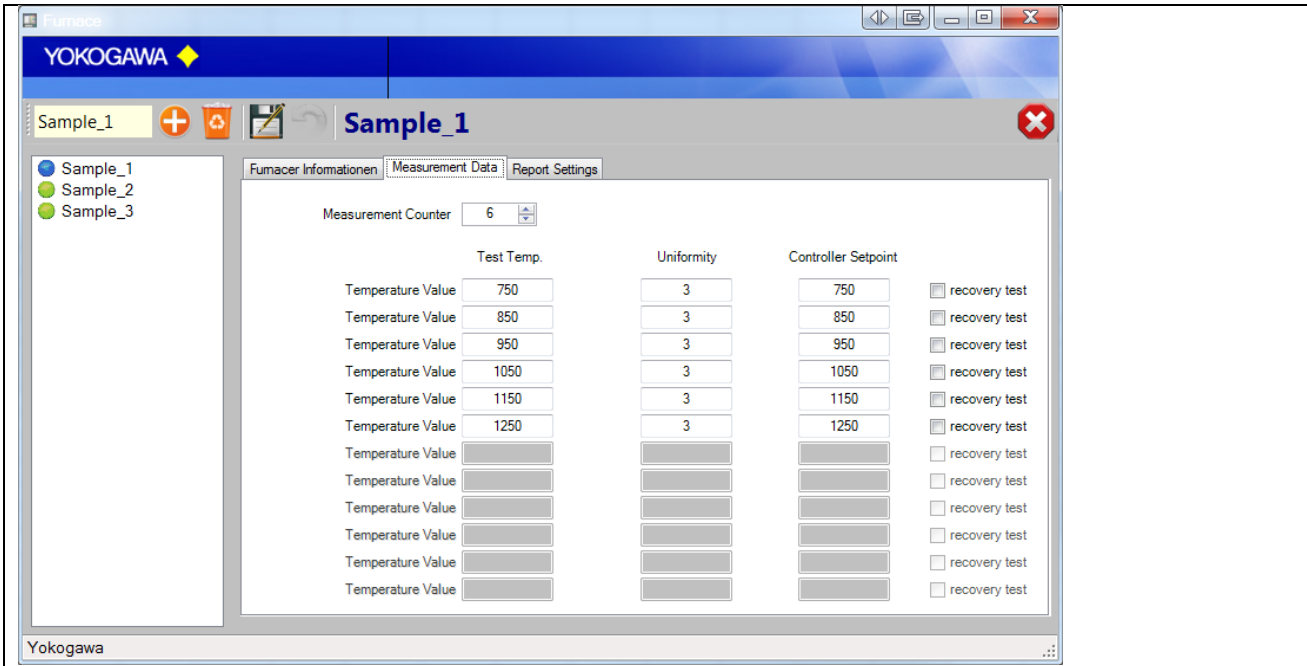 Furnace
YOKOGAWA
Sample_1 Sample_1
Sample_1
Sample_2
Sample_3
Furnacer Informationen Measurement Data Report Settings
Measurement Counter 6
Test Temp. Uniformity Controller Setpoint
Temperature Value 750 3 750 recovery test
Temperature Value 850 3 850 recovery test
Temperature Value 950 3 950 recovery test
Temperature Value 1050 3 1050 recovery test
Temperature Value 1150 3 1150 recovery test
Temperature Value 1250 3 1250 recovery test
Temperature Value recovery test
Temperature Value recovery test
Temperature Value recovery test
Temperature Value recovery test
Temperature Value recovery test
Temperature Value recovery test
Yokogawa